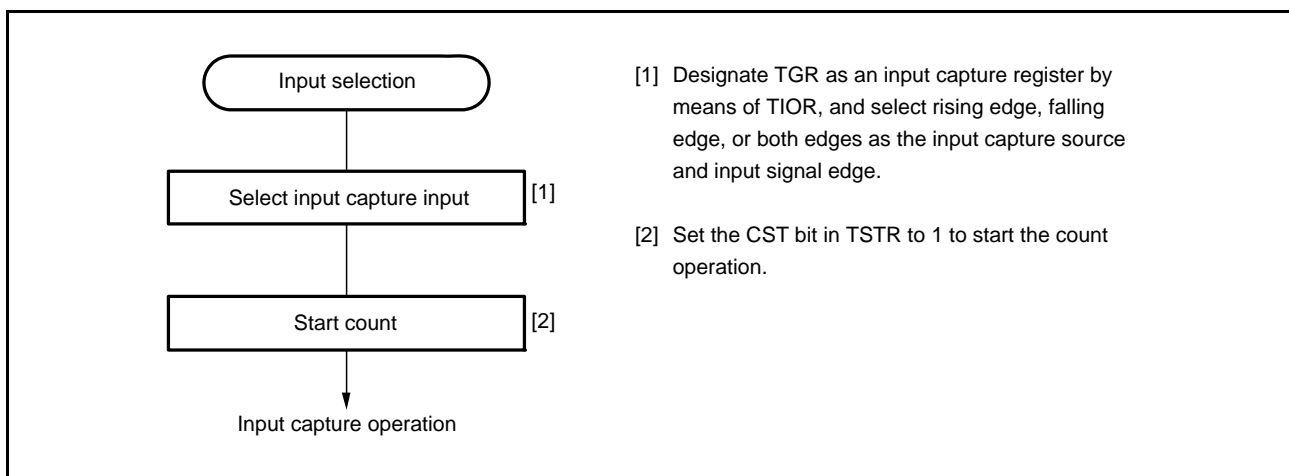 Input selection
Select input capture input
[1]
Start count
[2]
Input capture operation
[1] Designate TGR as an input capture register by
means of TIOR, and select rising edge, falling
edge, or both edges as the input capture source
and input signal edge.
[2] Set the CST bit in TSTR to 1 to start the count
operation.